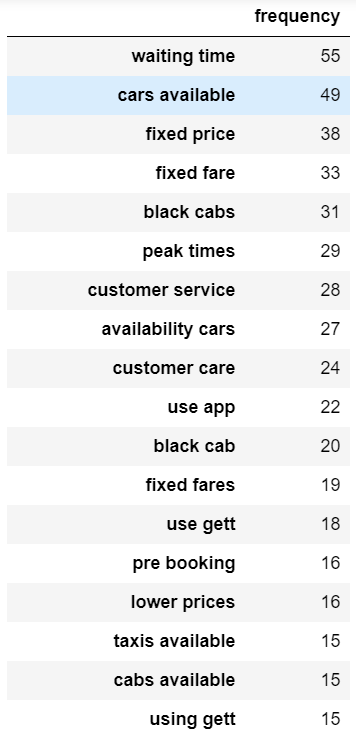 frequency
waiting time 55
cars available 49
fixed price 38
fixed fare 33
black cabs 31
peak times 29
customer service 28
availability cars 27
customer care 24
use app 22
black cab 20
fixed fares 19
use gett 18
pre booking 16
lower prices 16
taxis available 15
cabs available 15
using gett 15